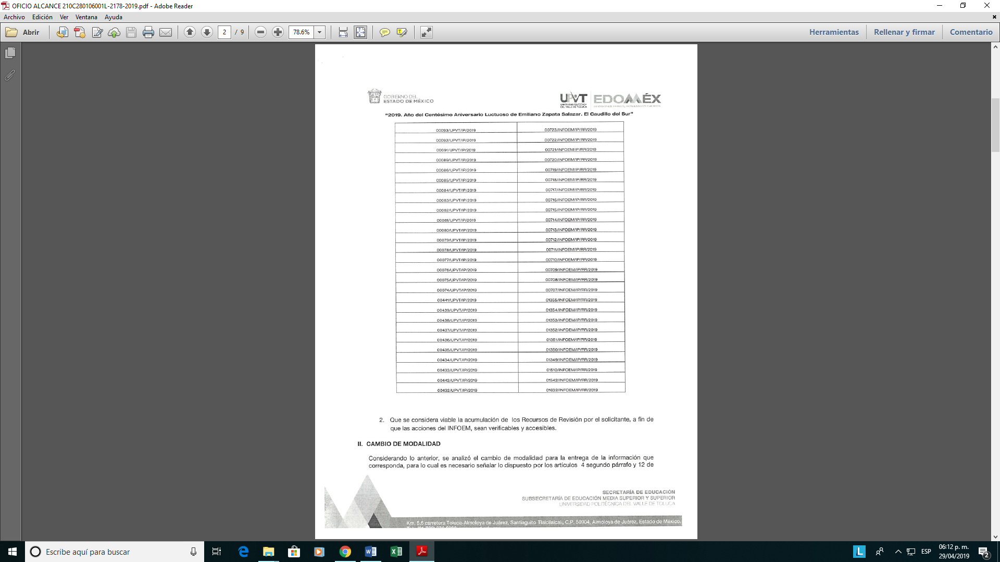 OFICIO ALCANCE 210C280106001L-2178-2019.pdf - Adobe Reader
Archivo Edición Ver Ventana Ayuda
Abrir 2 / 9 78.6% Herramientas Rellenar y firmar Comentario
GOBIERNO DEL
ESTADO DE MÉXICO
UPVT EDOMÉX
UNIVERSIDAD POLITÉCNICA
DEL VALLE DE TOLUCA
"2019. Año del Centésimo Aniversario Luctuoso de Emiliano Zapata Salazar. El Caudillo del Sur"
00093/UPVT/IP/2019 00723/INFOEM/IP/RR/2019
00092/UPVT/IP/2019 00722/INFOEM/IP/RR/2019
00091/UPVT/IP/2019 00721/INFOEM/IP/RR/2019
00089/UPVT/IP/2019 00720/INFOEM/IP/RR/2019
00086/UPVT/IP/2019 00719/INFOEM/IP/RR/2019
00085/UPVT/IP/2019 00718/INFOEM/IP/RR/2019
00084/UPVT/IP/2019 00717/INFOEM/IP/RR/2019
00083/UPVT/IP/2019 00716/INFOEM/IP/RR/2019
00082/UPVT/IP/2019 00715/INFOEM/IP/RR/2019
00081/UPVT/IP/2019 00714/INFOEM/IP/RR/2019
00080/UPVT/IP/2019 00713/INFOEM/IP/RR/2019
00079/UPVT/IP/2019 00712/INFOEM/IP/RR/2019
00078/UPVT/IP/2019 00711/INFOEM/IP/RR/2019
00077/UPVT/IP/2019 00710/INFOEM/IP/RR/2019
00076/UPVT/IP/2019 00709/INFOEM/IP/RR/2019
00075/UPVT/IP/2019 00708/INFOEM/IP/RR/2019
00074/UPVT/IP/2019 00707/INFOEM/IP/RR/2019
00441/UPVT/IP/2019 01355/INFOEM/IP/RR/2019
00439/UPVT/IP/2019 01354/INFOEM/IP/RR/2019
00438/UPVT/IP/2019 01353/INFOEM/IP/RR/2019
00437/UPVT/IP/2019 01352/INFOEM/IP/RR/2019
00436/UPVT/IP/2019 01351/INFOEM/IP/RR/2019
00435/UPVT/IP/2019 01350/INFOEM/IP/RR/2019
00434/UPVT/IP/2019 01349/INFOEM/IP/RR/2019
00433/UPVT/IP/2019 01510/INFOEM/IP/RR/2019
00442/UPVT/IP/2019 01542/INFOEM/IP/RR/2019
00432/UPVT/IP/2019 01632/INFOEM/IP/RR/2019
2. Que se considera viable la acumulación de los Recursos de Revisión por el solicitante, a fin de
que las acciones del INFOEM, sean verificables y accesibles.
II. CAMBIO DE MODALIDAD
Considerando lo anterior, se analizó el cambio de modalidad para la entrega de la información que
corresponda, para lo cual es necesario señalar lo dispuesto por los artículos 4 segundo párrafo y 12 de
SECRETARÍA DE EDUCACIÓN
SUBSECRETARÍA DE EDUCACIÓN MEDIA SUPERIOR Y SUPERIOR
UNIVERSIDAD POLITÉCNICA DEL VALLE DE TOLUCA
Km. 5.6 carretera Toluca-Almoloya de Juárez, Santiaguito Tlalcilalcali, C.P. 50904, Almoloya de Juárez, Estado de México.
Escribe aquí para buscar
ESP
06:12 p. m.
29/04/2019
2